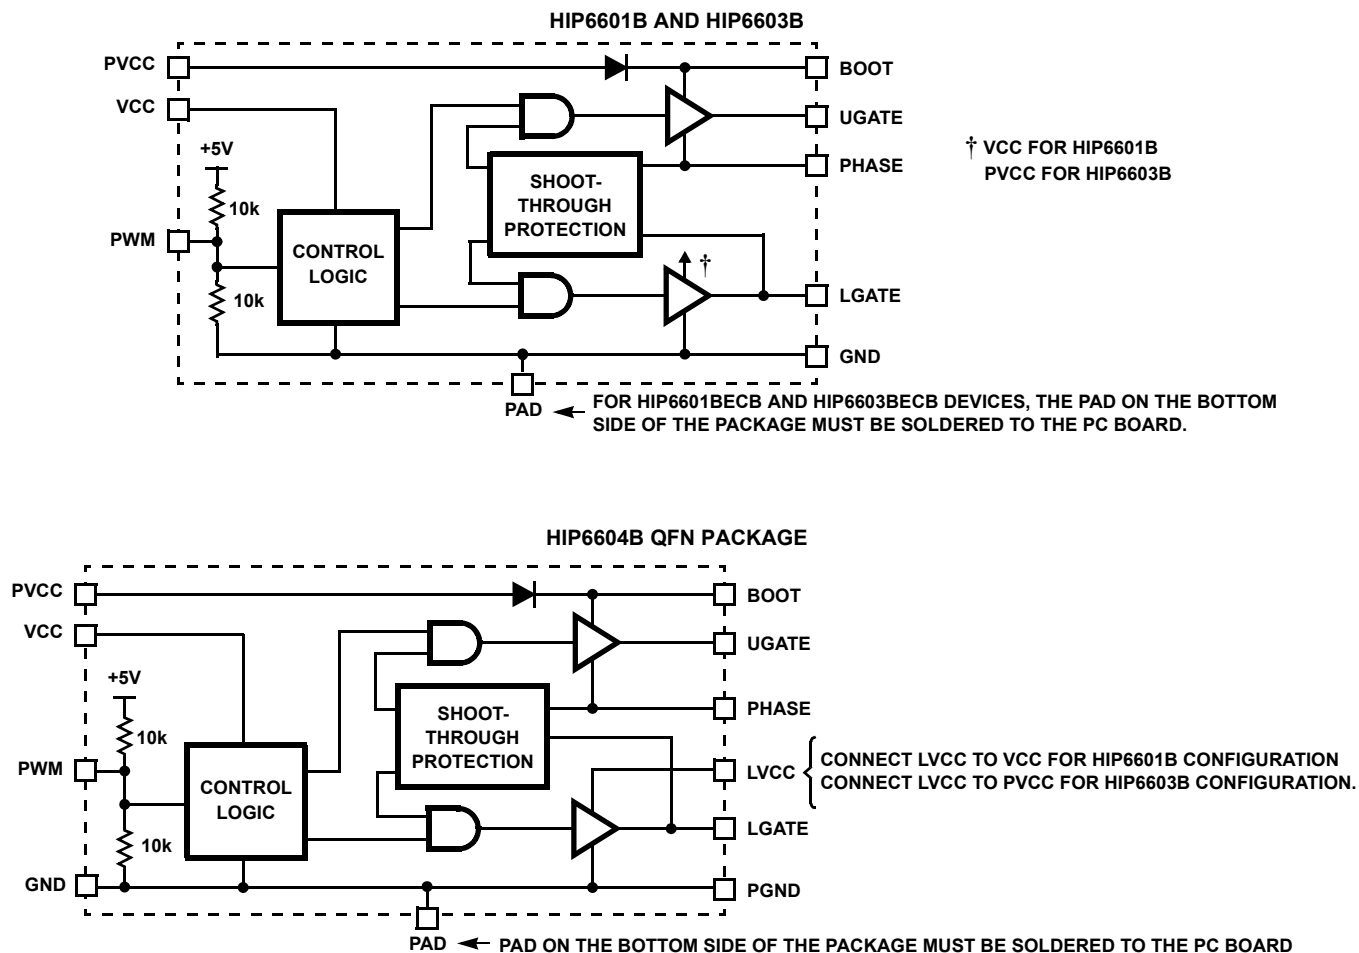 HIP6601B AND HIP6603B
PVCC
BOOT
VCC
UGATE
+5V
† VCC FOR HIP6601B
PVCC FOR HIP6603B
PHASE
10k
SHOOT-
THROUGH
PROTECTION
PWM
CONTROL
LOGIC
†
10k
LGATE
GND
PAD
FOR HIP6601BECB AND HIP6603BECB DEVICES, THE PAD ON THE BOTTOM
SIDE OF THE PACKAGE MUST BE SOLDERED TO THE PC BOARD.
HIP6604B QFN PACKAGE
PVCC
BOOT
VCC
UGATE
+5V
PHASE
10k
SHOOT-
THROUGH
PROTECTION
PWM
LVCC
CONNECT LVCC TO VCC FOR HIP6601B CONFIGURATION
CONNECT LVCC TO PVCC FOR HIP6603B CONFIGURATION.
CONTROL
LOGIC
LGATE
10k
GND
PGND
PAD
PAD ON THE BOTTOM SIDE OF THE PACKAGE MUST BE SOLDERED TO THE PC BOARD